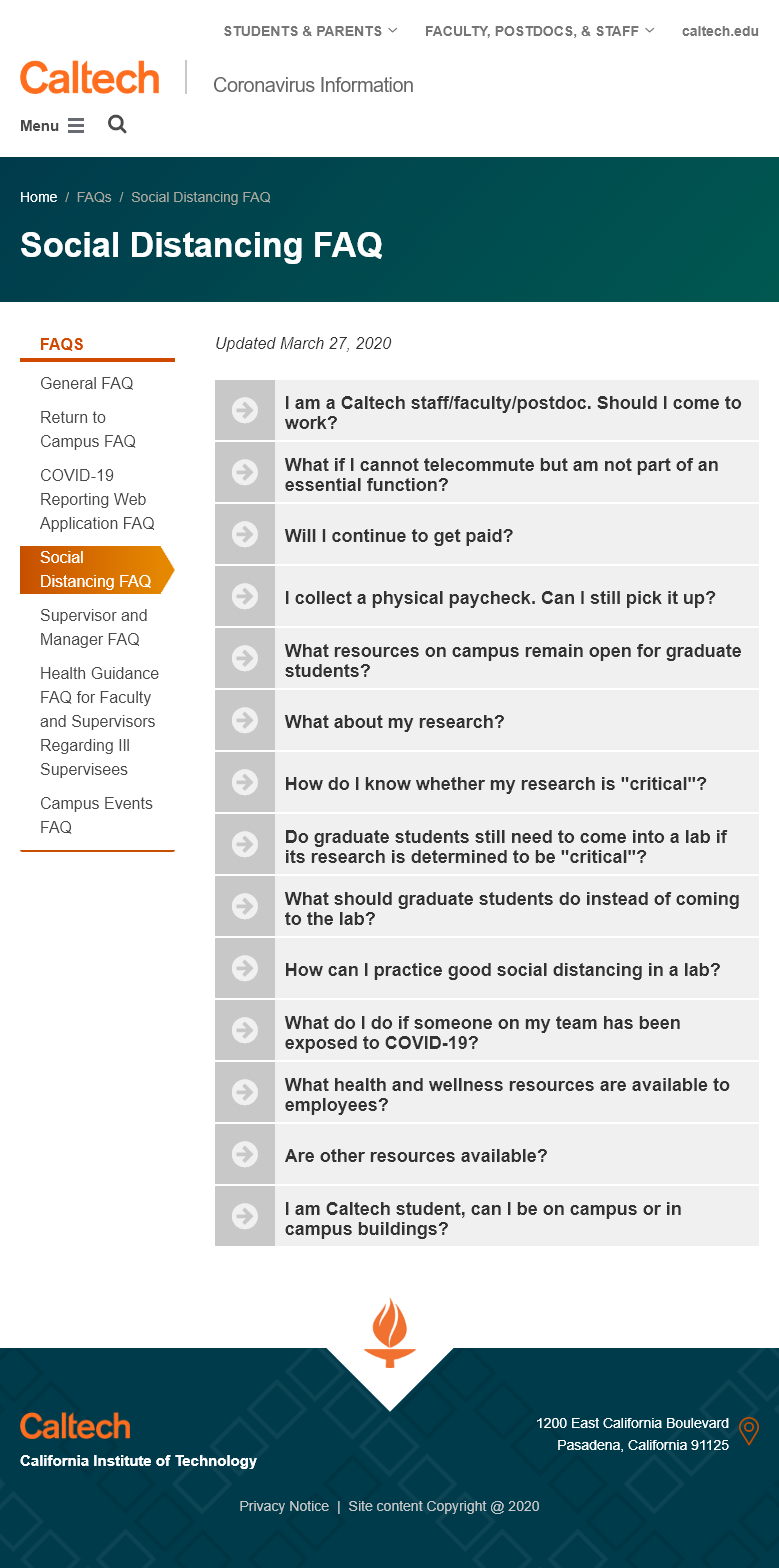 STUDENTS & PARENTS FACULTY, POSTDOCS, & STAFF caltech.edu
Caltech Coronavirus Information
Menu
Home / FAQs / Social Distancing FAQ
Social Distancing FAQ
FAQS
General FAQ
Return to
Campus FAQ
COVID-19
Reporting Web
Application FAQ
Social
Distancing FAQ
Supervisor and
Manager FAQ
Health Guidance
FAQ for Faculty
and Supervisors
Regarding Ill
Supervisees
Campus Events
FAQ
Updated March 27, 2020
I am a Caltech staff/faculty/postdoc. Should I come to
work?
What if I cannot telecommute but am not part of an
essential function?
Will I continue to get paid?
I collect a physical paycheck. Can I still pick it up?
What resources on campus remain open for graduate
students?
What about my research?
How do I know whether my research is "critical"?
Do graduate students still need to come into a lab if
its research is determined to be "critical"?
What should graduate students do instead of coming
to the lab?
How can I practice good social distancing in a lab?
What do I do if someone on my team has been
exposed to COVID-19?
What health and wellness resources are available to
employees?
Are other resources available?
I am Caltech student, can I be on campus or in
campus buildings?
Caltech
California Institute of Technology
1200 East California Boulevard
Pasadena, California 91125
Privacy Notice | Site content Copyright @ 2020